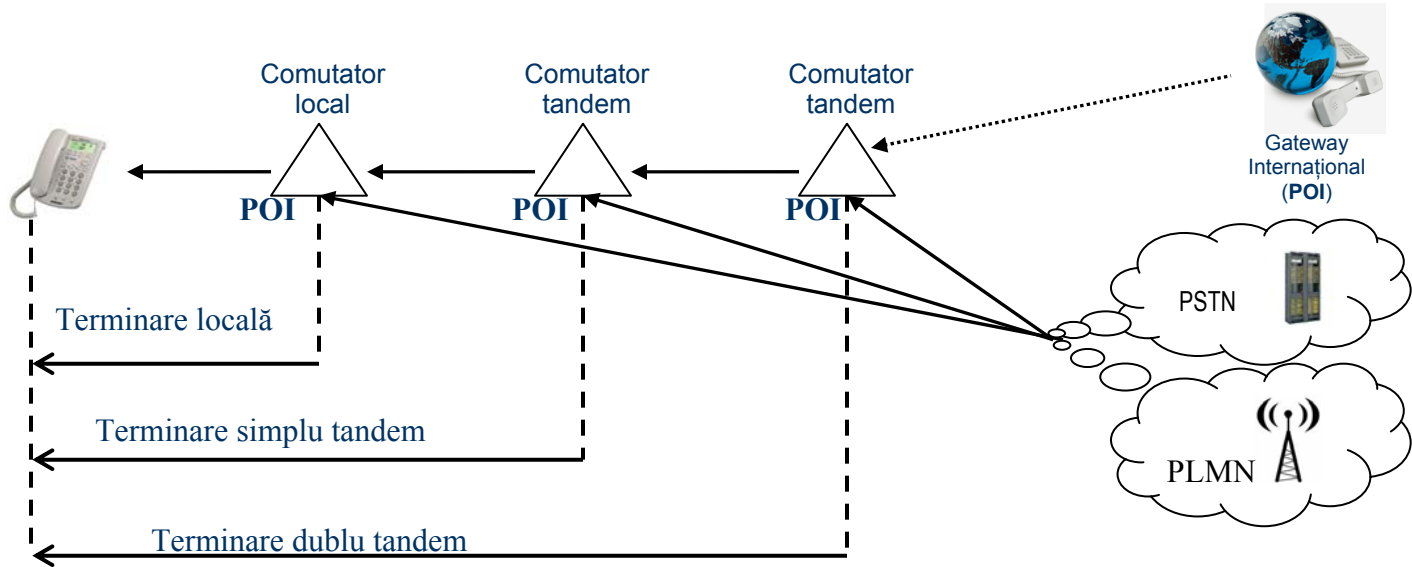 Comutator
local
Comutator
tandem
Comutator
tandem
Gateway
Internațional
(POI)
POI
POI
POI
PSTN
Terminare locală
Terminare simplu tandem
PLMN
Terminare dublu tandem